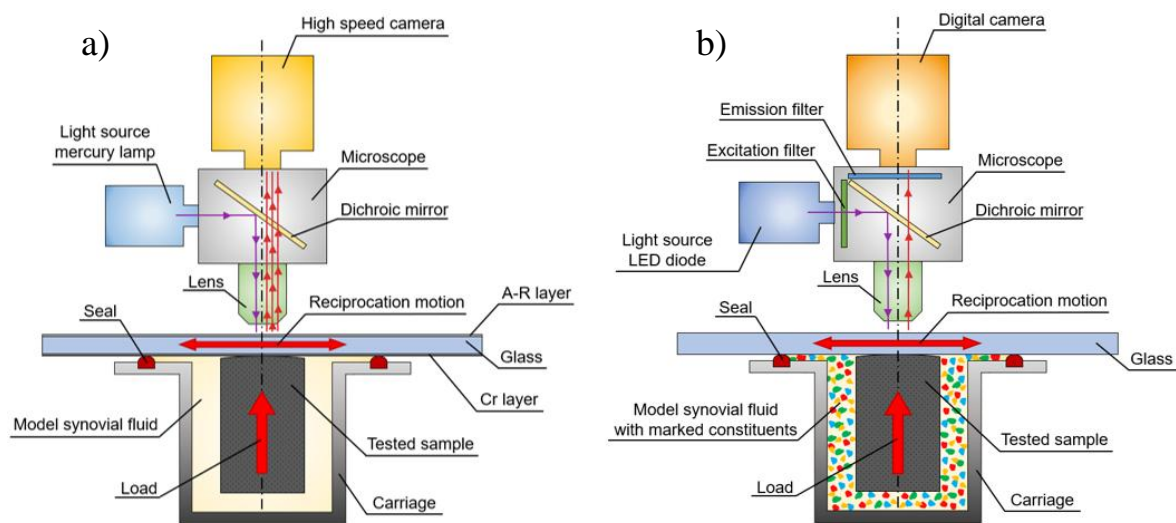 a)
High speed camera
Light source
mercury lamp
Microscope
Dichroic mirror
Lens
A-R layer
Seal
Reciprocation motion
Glass
Cr layer
Model synovial fluid
Tested sample
Load
Carriage
b)
Digital camera
Emission filter
Excitation filter
Microscope
Dichroic mirror
Light source
LED diode
Lens
Seal
Reciprocation motion
Glass
Model synovial fluid
with marked constituents
Tested sample
Load
Carriage